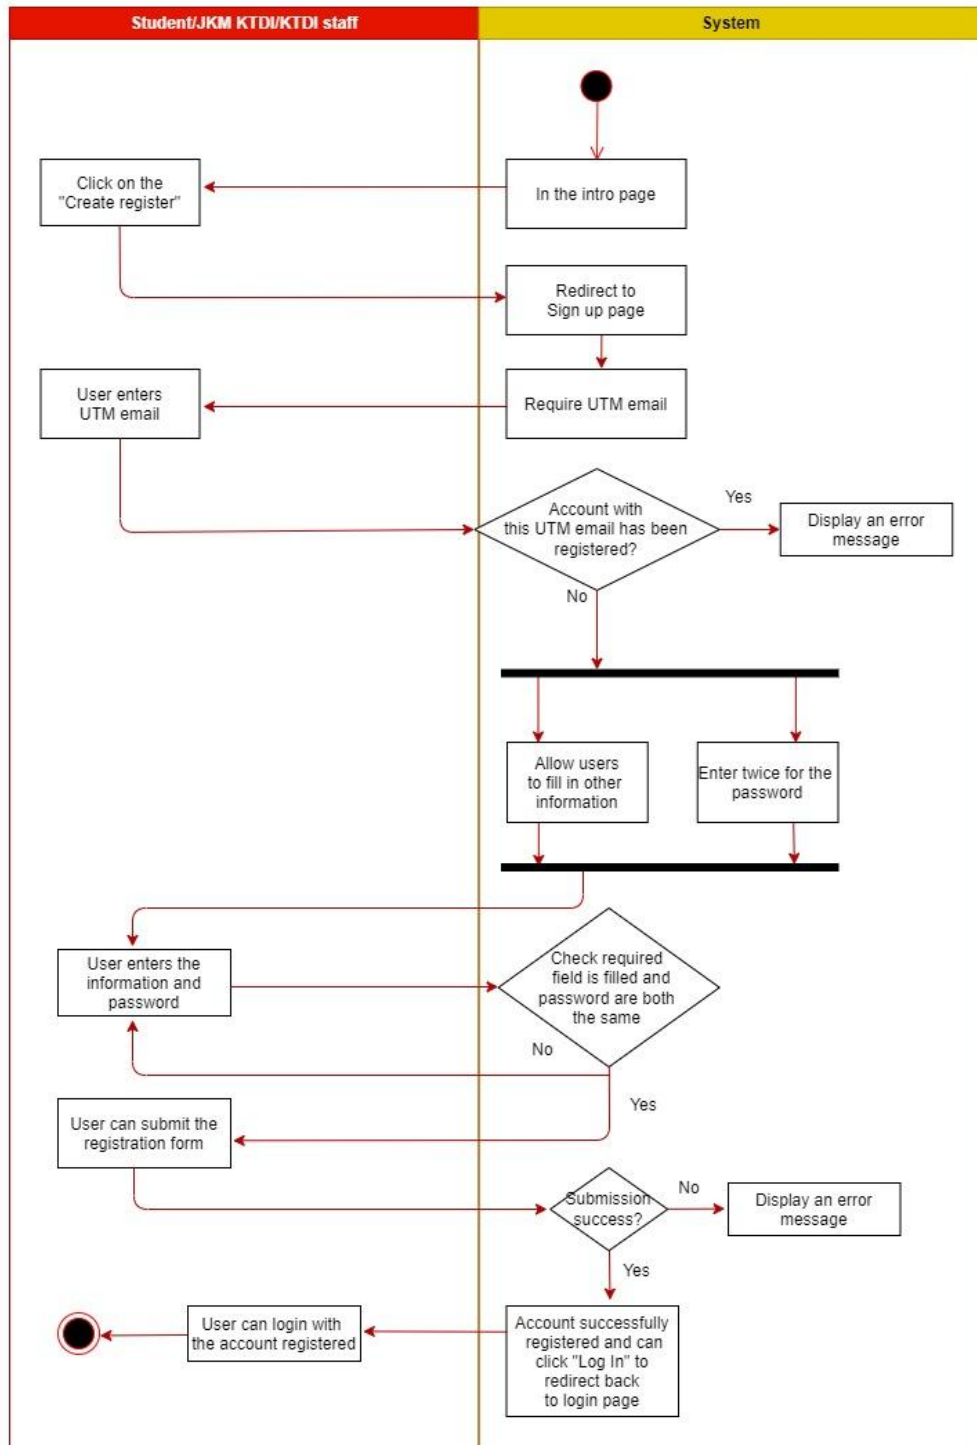 Student/JKM KTDI/KTDI staff
System
Click on the
"Create register"
In the intro page
Redirect to
Sign up page
User enters
UTM email
Require UTM email
Account with
this UTM email has been
registered?
Yes
Display an error
message
No
Allow users
to fill in other
information
Enter twice for the
password
User enters the
information and
password
Check required
field is filled and
password are both
the same
No
Yes
User can submit the
registration form
Submission
success?
No
Display an error
message
Yes
User can login with
the account registered
Account successfully
registered and can
click "Log In" to
redirect back
to login page